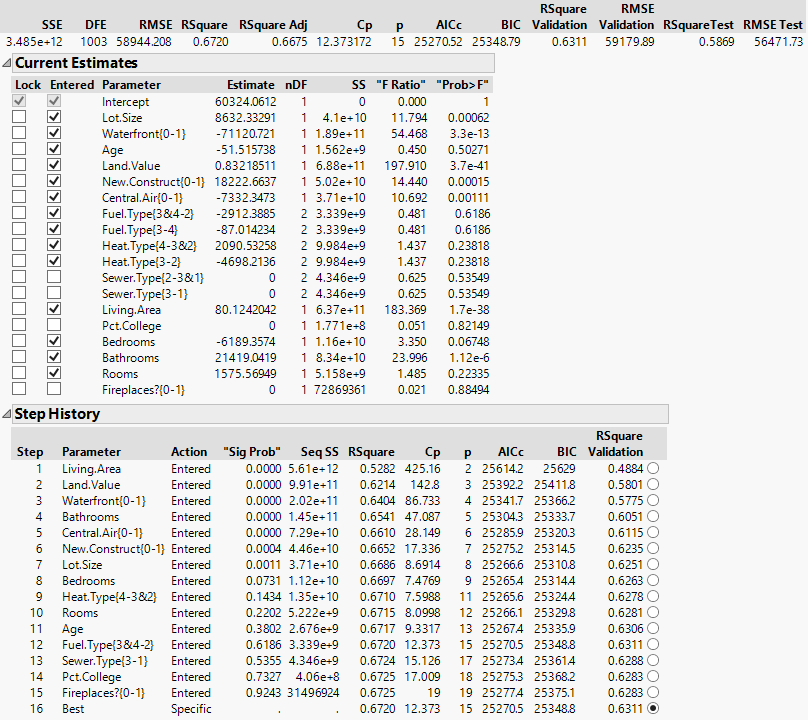 RSquare RMSE
SSE DFE RMSE RSquare RSquare Adj Cp p AICc BIC Validation Validation RSquareTest RMSE Test
3.485e+12 1003 58944.208 0.6720 0.6675 12.373172 15 25270.52 25348.79 0.6311 59179.89 0.5869 56471.73
Current Estimates
Lock Entered Parameter Estimate nDF SS "F Ratio" "Prob>F"
Intercept 60324.0612 1 0 0.000 1
Lot.Size 8632.33291 1 4.1e+10 11.794 0.00062
Waterfront{0-1} -71120.721 1 1.89e+11 54.468 3.3e-13
Age -51.515738 1 1.562e+9 0.450 0.50271
Land.Value 0.83218511 1 6.88e+11 197.910 3.7e-41
New.Construct{0-1} 18222.6637 1 5.02e+10 14.440 0.00015
Central.Air{0-1} -7332.3473 1 3.71e+10 10.692 0.00111
Fuel.Type{3&4-2} -2912.3885 2 3.339e+9 0.481 0.6186
Fuel.Type{3-4} -87.014234 2 3.339e+9 0.481 0.6186
Heat.Type{4-3&2} 2090.53258 2 9.984e+9 1.437 0.23818
Heat.Type{3-2} -4698.2136 2 9.984e+9 1.437 0.23818
Sewer.Type{2-3&1} 0 2 4.346e+9 0.625 0.53549
Sewer.Type{3-1} 0 2 4.346e+9 0.625 0.53549
Living.Area 80.1242042 1 6.37e+11 183.369 1.7e-38
Pct.College 0 1 1.771e+8 0.051 0.82149
Bedrooms -6189.3574 1 1.16e+10 3.350 0.06748
Bathrooms 21419.0419 1 8.34e+10 23.996 1.12e-6
Rooms 1575.56949 1 5.158e+9 1.485 0.22335
Fireplaces?{0-1} 0 1 72869361 0.021 0.88494
Step History
RSquare
Step Parameter Action "Sig Prob" Seq SS RSquare Cp p AICc BIC Validation
1 Living.Area Entered 0.0000 5.61e+12 0.5282 425.16 2 25614.2 25629 0.4884
2 Land.Value Entered 0.0000 9.91e+11 0.6214 142.8 3 25392.2 25411.8 0.5801
3 Waterfront{0-1} Entered 0.0000 2.02e+11 0.6404 86.733 4 25341.7 25366.2 0.5775
4 Bathrooms Entered 0.0000 1.45e+11 0.6541 47.087 5 25304.3 25333.7 0.6051
5 Central.Air{0-1} Entered 0.0000 7.29e+10 0.6610 28.149 6 25285.9 25320.3 0.6115
6 New.Construct{0-1} Entered 0.0004 4.46e+10 0.6652 17.336 7 25275.2 25314.5 0.6235
7 Lot.Size Entered 0.0011 3.71e+10 0.6686 8.6914 8 25266.6 25310.8 0.6251
8 Bedrooms Entered 0.0731 1.12e+10 0.6697 7.4769 9 25265.4 25314.4 0.6263
9 Heat.Type{4-3&2} Entered 0.1434 1.35e+10 0.6710 7.5988 11 25265.6 25324.4 0.6278
10 Rooms Entered 0.2202 5.222e+9 0.6715 8.0998 12 25266.1 25329.8 0.6281
11 Age Entered 0.3802 2.676e+9 0.6717 9.3317 13 25267.4 25335.9 0.6306
12 Fuel.Type{3&4-2} Entered 0.6186 3.339e+9 0.6720 12.373 15 25270.5 25348.8 0.6311
13 Sewer.Type{3-1} Entered 0.5355 4.346e+9 0.6724 15.126 17 25273.4 25361.4 0.6288
14 Pct.College Entered 0.7327 4.06e+8 0.6725 17.009 18 25275.3 25368.2 0.6283
15 Fireplaces?{0-1} Entered 0.9243 31496924 0.6725 19 19 25277.4 25375.1 0.6283
16 Best Specific . . 0.6720 12.373 15 25270.5 25348.8 0.6311